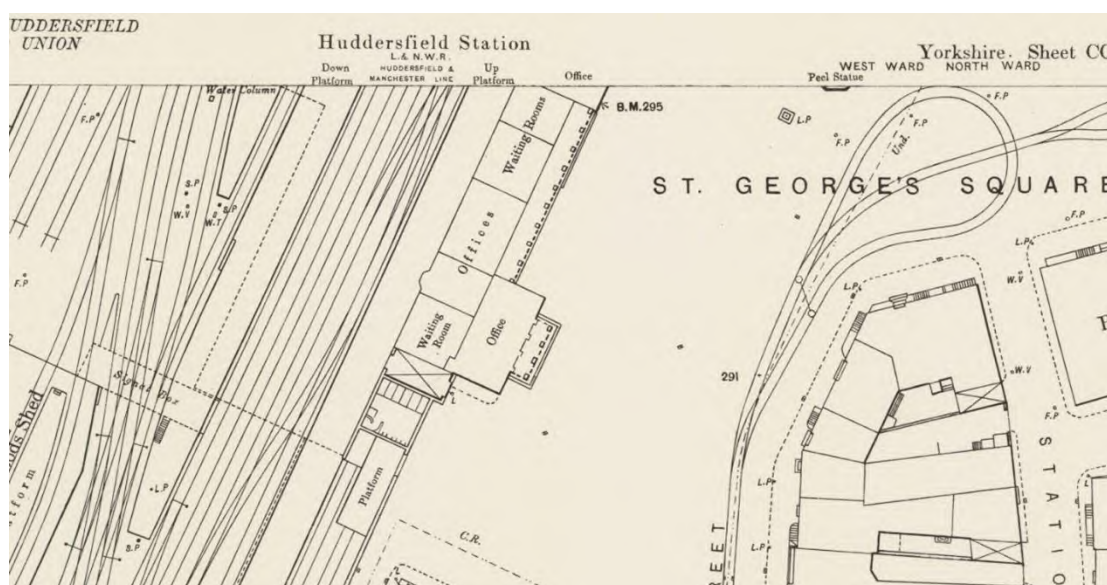 UDDERSFIELD
UNION
Huddersfield Station
L. & N.W.R.
HUDDERSFIELD &
MANCHESTER LINE
Down
Platform
Up
Platform
Office
Yorkshire. Sheet CC
WEST WARD NORTH WARD
Peel Statue
Water Column
F.P
B.M.295
L.P
F.P
F.P
F.P
Und.
Waiting Rooms
ST. GEORGE'S SQUARE
S.P
W.V
S.P
W.T
Offices
F.P
L.P
F.P
W.V
L.P
Waiting
Room
Office
291
W.V
F.P
Signal Box
L
ods Shed
atform
L.P
S.P
Platform
C.R.
L.P
L.P
REET
STATIO
L